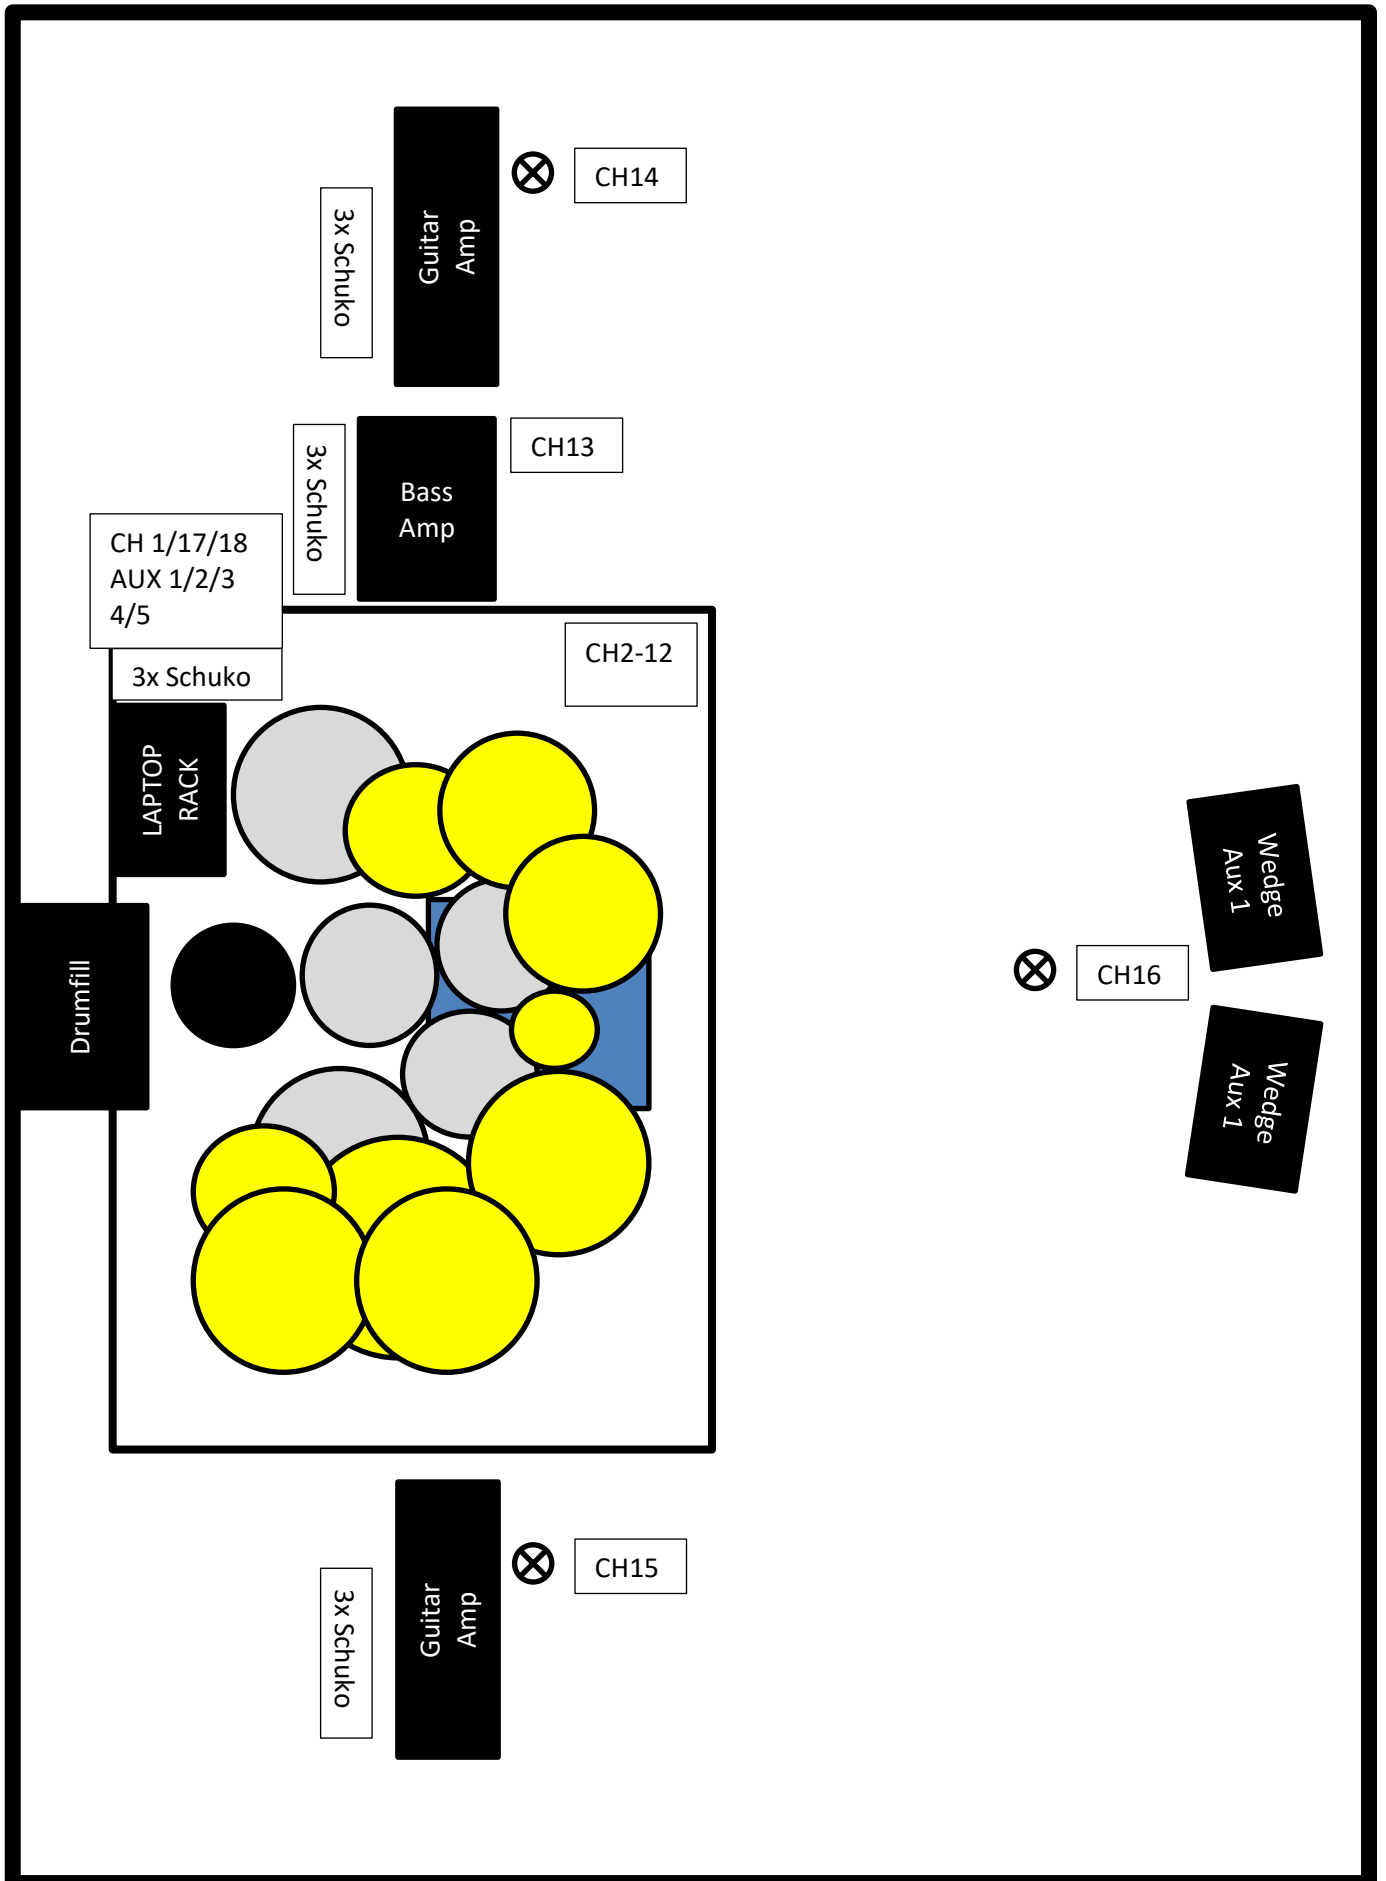 CH14
3x Schuko
Guitar
Amp
CH13
3x Schuko
Bass
Amp
CH 1/17/18
AUX 1/2/3
4/5
3x Schuko
CH2-12
LAPTOP
RACK
Drumfill
Wedge
Aux 1
CH16
Wedge
Aux 1
CH15
3x Schuko
Guitar
Amp